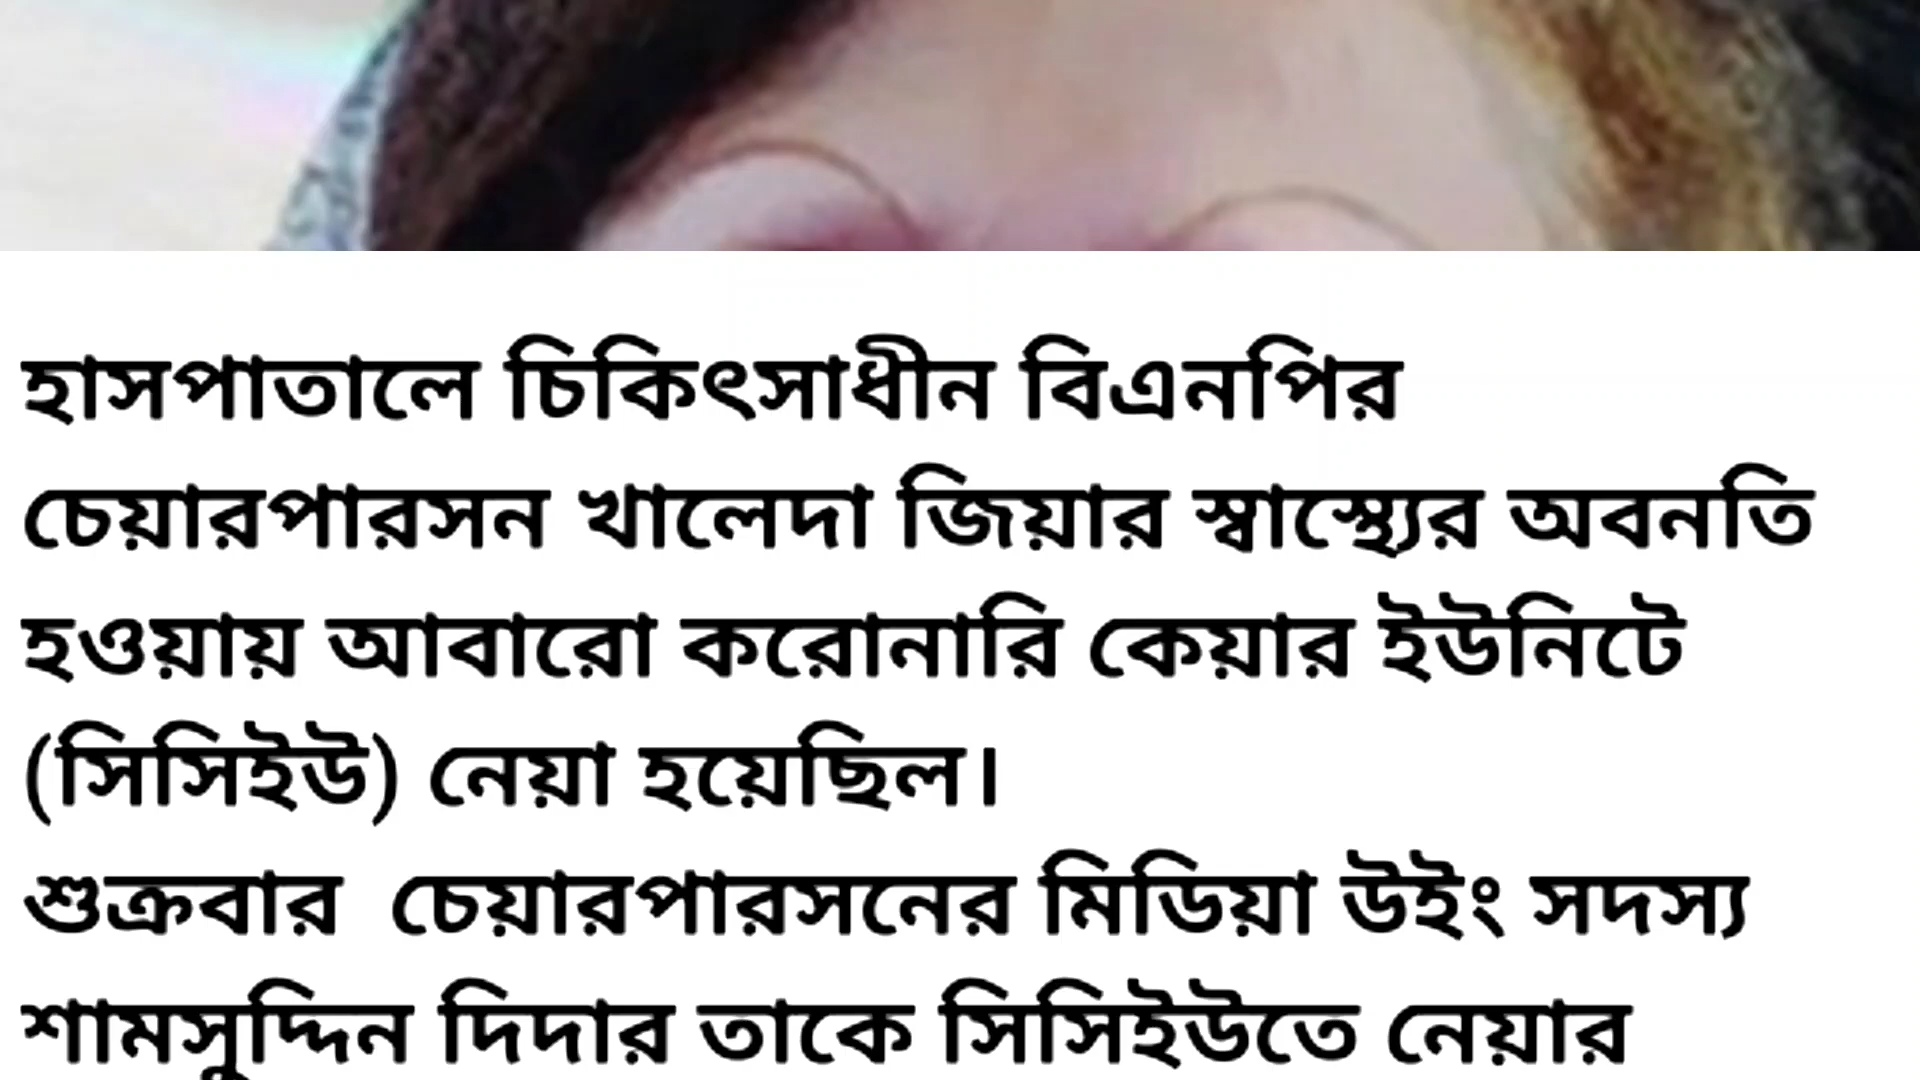 হাসপাতালে চিকিৎসাধীন বিএনপির
চেয়ারপারসন খালেদা জিয়ার স্বাস্থ্যের অবনতি
হওয়ায় আবারো করোনারি কেয়ার ইউনিটে
(সিসিইউ) নেয়া হয়েছিল।
শুক্রবার চেয়ারপারসনের মিডিয়া উইং সদস্য
শামসুদ্দিন দিদার তাকে সিসিইউতে নেয়ার